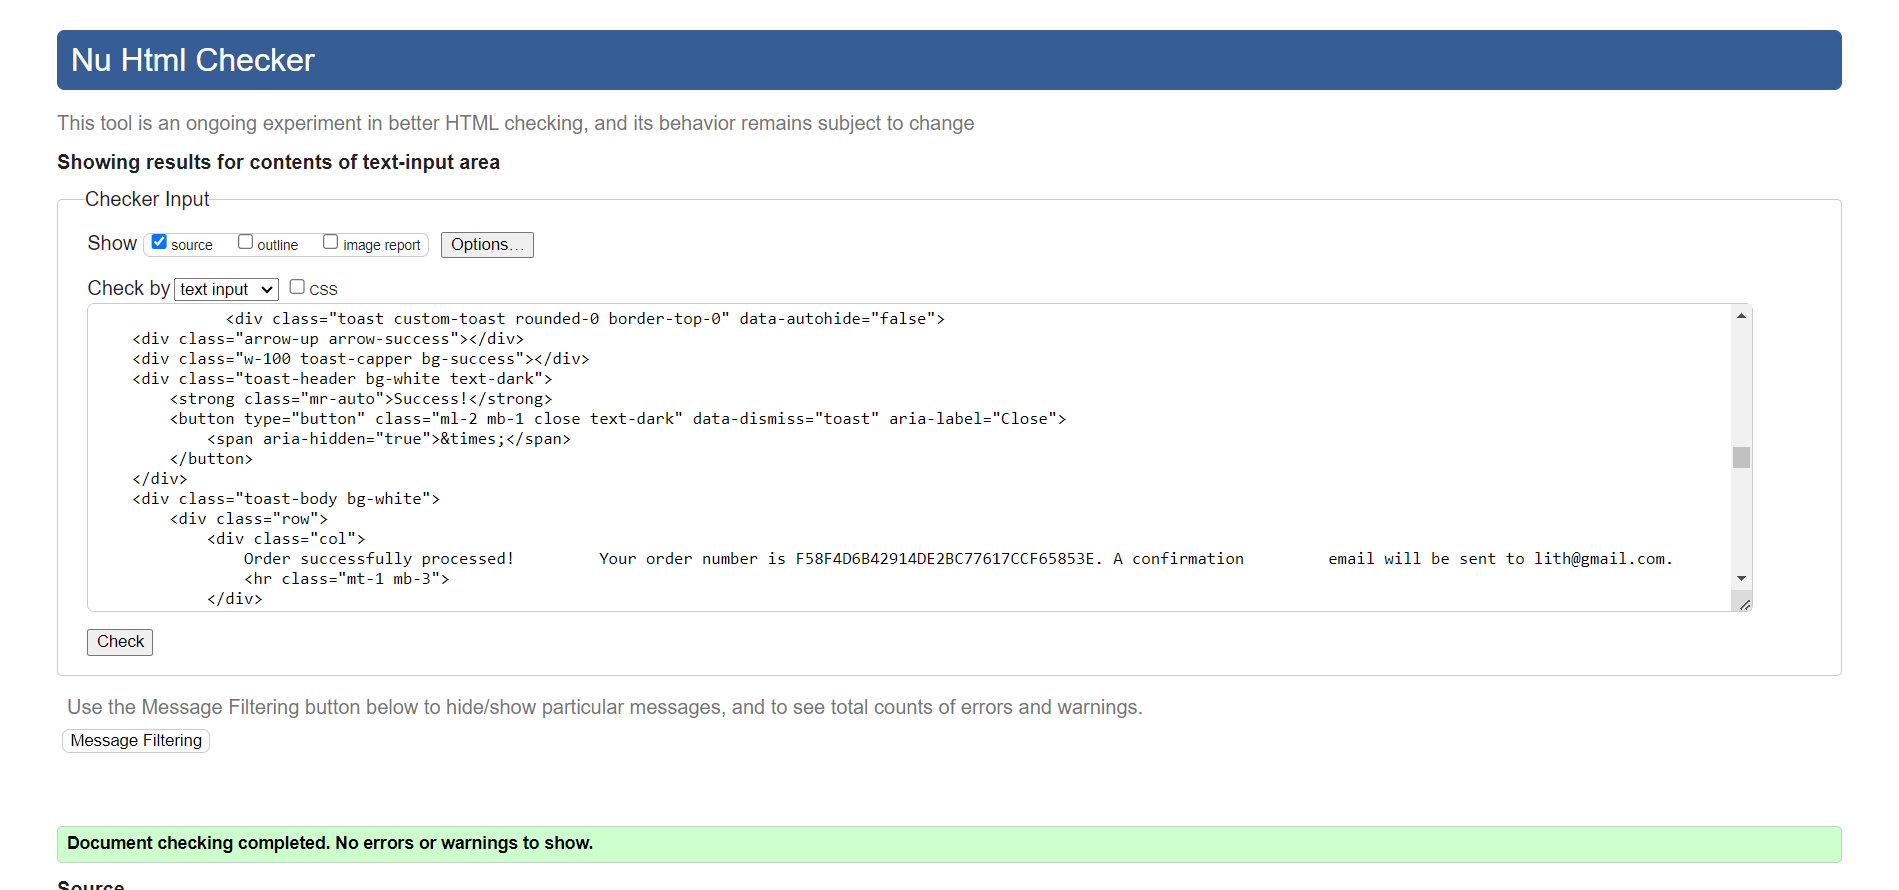 Nu Html Checker
This tool is an ongoing experiment in better HTML checking, and its behavior remains subject to change
Showing results for contents of text-input area
Checker Input
Show source outline image report Options...
Check by text input CSS
<div class="toast custom-toast rounded-0 border-top-0" data-autohide="false">
<div class="arrow-up arrow-success"></div>
<div class="w-100 toast-capper bg-success"></div>
<div class="toast-header bg-white text-dark">
<strong class="mr-auto">Success!</strong>
<button type="button" class="ml-2 mb-1 close text-dark" data-dismiss="toast" aria-label="Close">
<span aria-hidden="true">&times;</span>
</button>
</div>
<div class="toast-body bg-white">
<div class="row">
<div class="col">
Order successfully processed! Your order number is F58F4D6B42914DE2BC77617CCF65853E. A confirmation email will be sent to lith@gmail.com.
<hr class="mt-1 mb-3">
</div>
Check
Use the Message Filtering button below to hide/show particular messages, and to see total counts of errors and warnings.
Message Filtering
Document checking completed. No errors or warnings to show.
Source